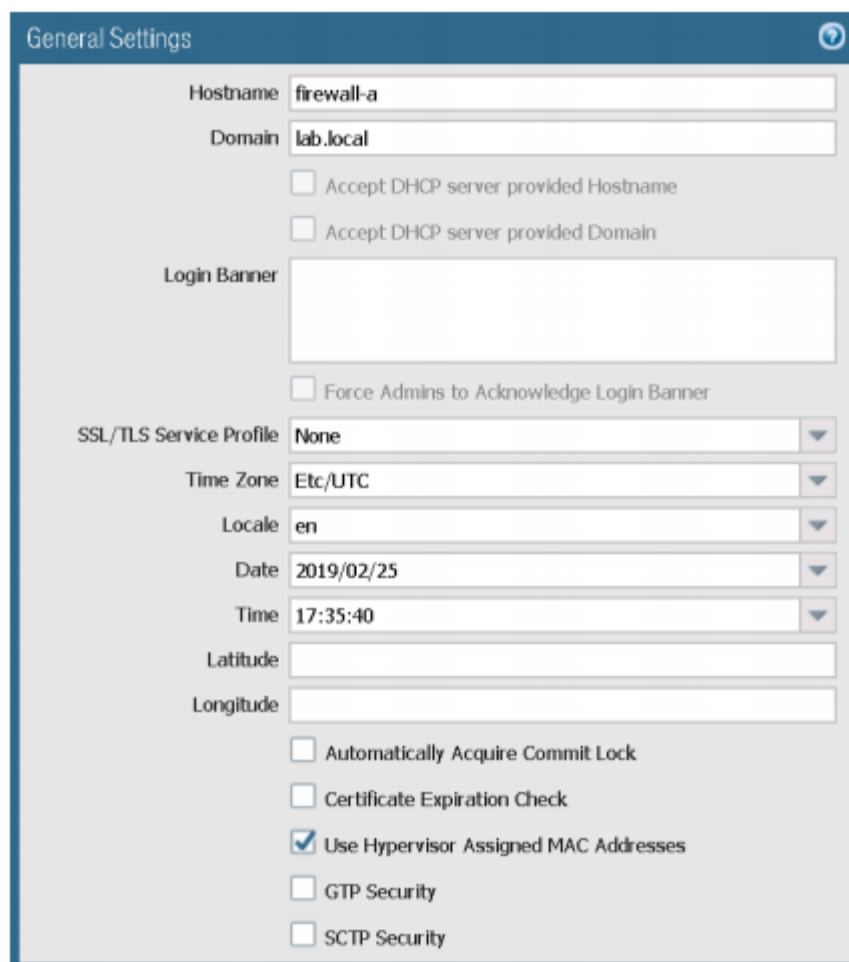 General Settings
Hostname firewall-a
Domain lab.local
Accept DHCP server provided Hostname
Accept DHCP server provided Domain
Login Banner
Force Admins to Acknowledge Login Banner
SSL/TLS Service Profile None
Time Zone Etc/UTC
Locale en
Date 2019/02/25
Time 17:35:40
Latitude
Longitude
Automatically Acquire Commit Lock
Certificate Expiration Check
Use Hypervisor Assigned MAC Addresses
GTP Security
SCTP Security